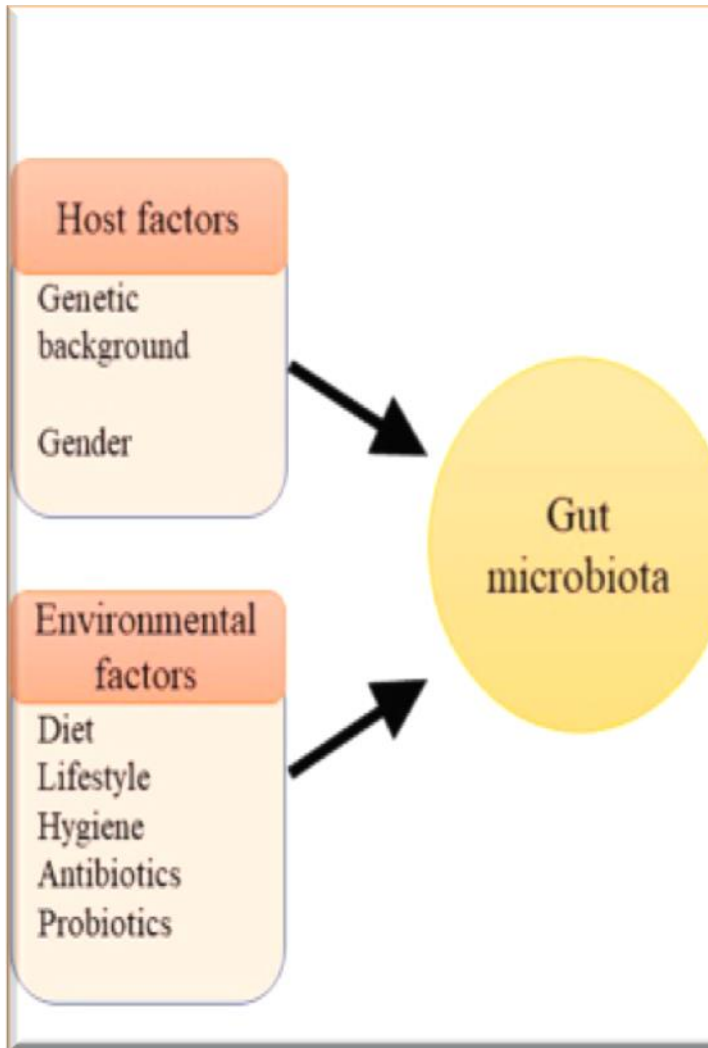 Host factors
Genetic
background
Gender
Environmental
factors
Diet
Lifestyle
Hygiene
Antibiotics
Probiotics
Gut
microbiota